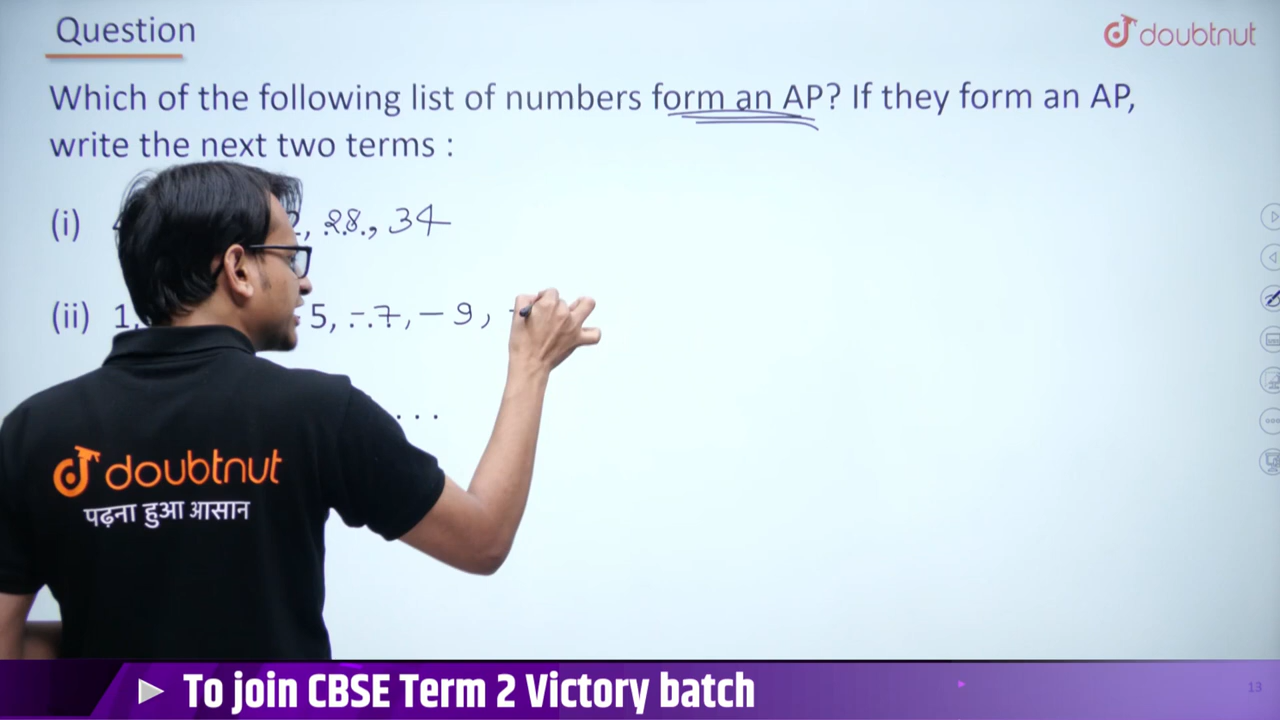 Question
doubtnut
Which of the following list of numbers form an AP? If they form an AP,
write the next two terms :
(i) 28, 34
(ii) 1, 5, -.7, -9,
...
doubtnut
पढ़ना हुआ आसान
To join CBSE Term 2 Victory batch
13